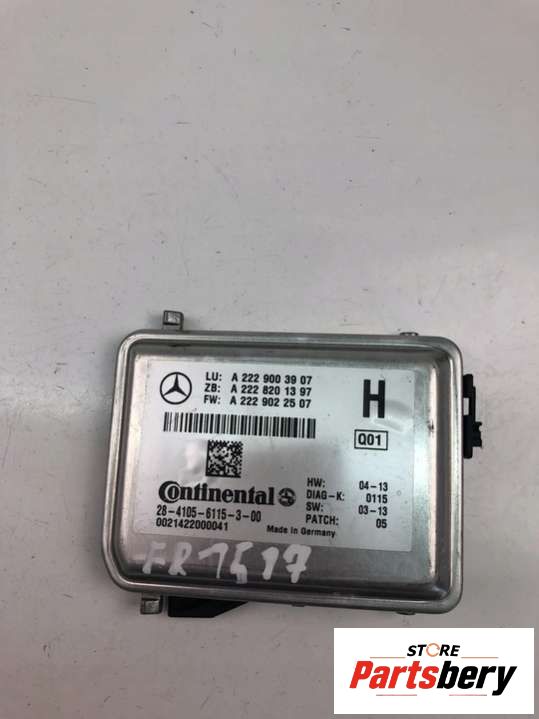 LU: A 222 900 39 07
ZB: A 222 820 13 97
FW: A 222 902 25 07
H
Q01
Continental
28-4105-6115-3-00
0021422000041
HW: 04-13
DIAG-K: 0115
SW: 03-13
PATCH: 05
Made in Germany
STORE
Partsbery